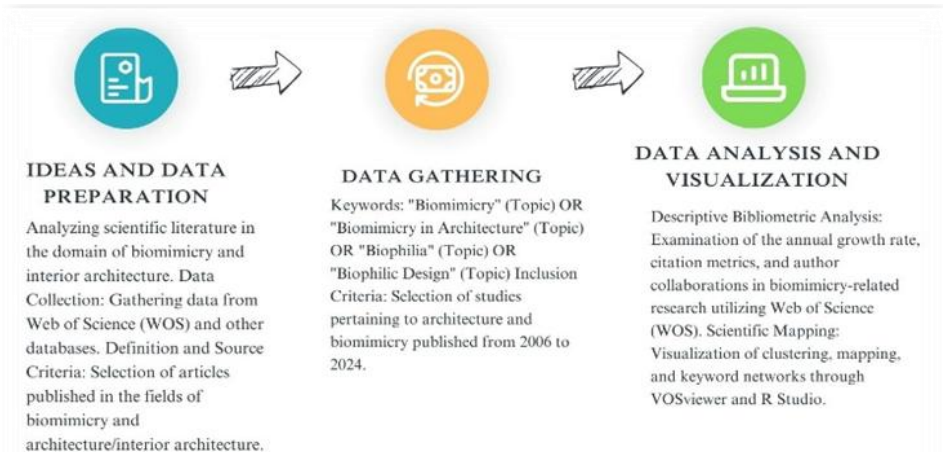 IDEAS AND DATA
PREPARATION
Analyzing scientific literature in
the domain of biomimicry and
interior architecture. Data
Collection: Gathering data from
Web of Science (WOS) and other
databases. Definition and Source
Criteria: Selection of articles
published in the fields of
biomimicry and
architecture/interior architecture.
DATA GATHERING
Keywords: "Biomimicry" (Topic) OR
"Biomimicry in Architecture" (Topic)
OR "Biophilia" (Topic) OR
"Biophilic Design" (Topic) Inclusion
Criteria: Selection of studies
pertaining to architecture and
biomimicry published from 2006 to
2024.
DATA ANALYSIS AND
VISUALIZATION
Descriptive Bibliometric Analysis:
Examination of the annual growth rate,
citation metrics, and author
collaborations in biomimicry-related
research utilizing Web of Science
(WOS). Scientific Mapping:
Visualization of clustering, mapping,
and keyword networks through
VOSviewer and R Studio.